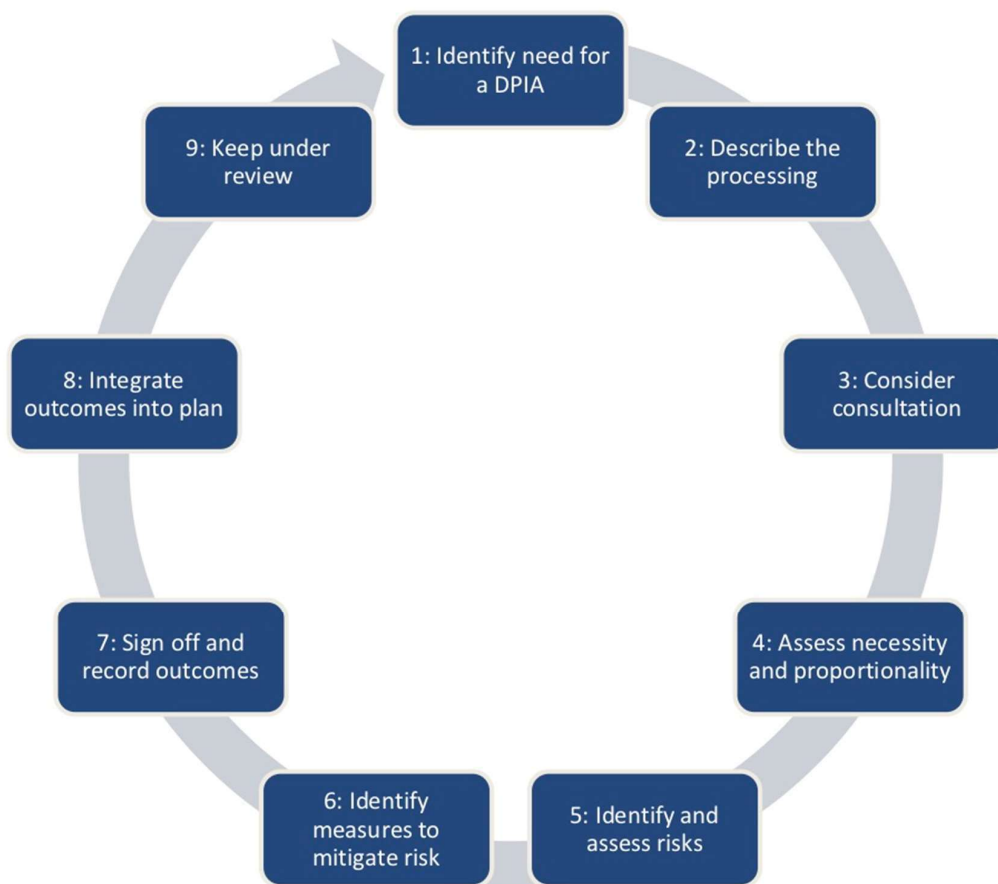 1: Identify need for
a DPIA
2: Describe the
processing
3: Consider
consultation
4: Assess necessity
and proportionality
5: Identify and
assess risks
6: Identify
measures to
mitigate risk
7: Sign off and
record outcomes
8: Integrate
outcomes into plan
9: Keep under
review